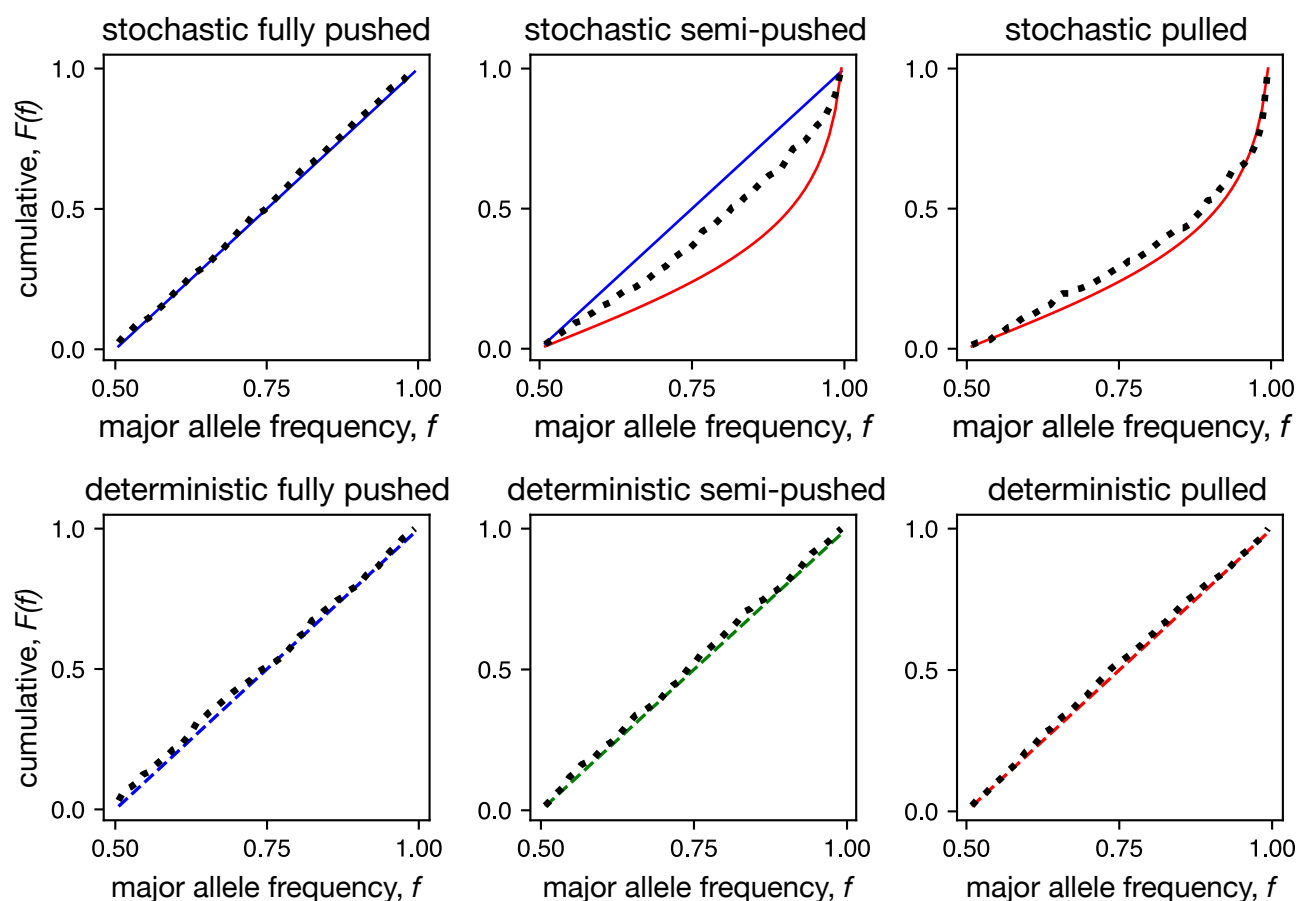 stochastic fully pushed
stochastic semi-pushed
stochastic pulled
cumulative, F(f)
1.0
0.5
0.0
0.50
0.75
1.00
major allele frequency, f
1.0
0.5
0.0
0.50
0.75
1.00
major allele frequency, f
1.0
0.5
0.0
0.50
0.75
1.00
major allele frequency, f
deterministic fully pushed
deterministic semi-pushed
deterministic pulled
cumulative, F(f)
1.0
0.5
0.0
0.50
0.75
1.00
major allele frequency, f
1.0
0.5
0.0
0.50
0.75
1.00
major allele frequency, f
1.0
0.5
0.0
0.50
0.75
1.00
major allele frequency, f